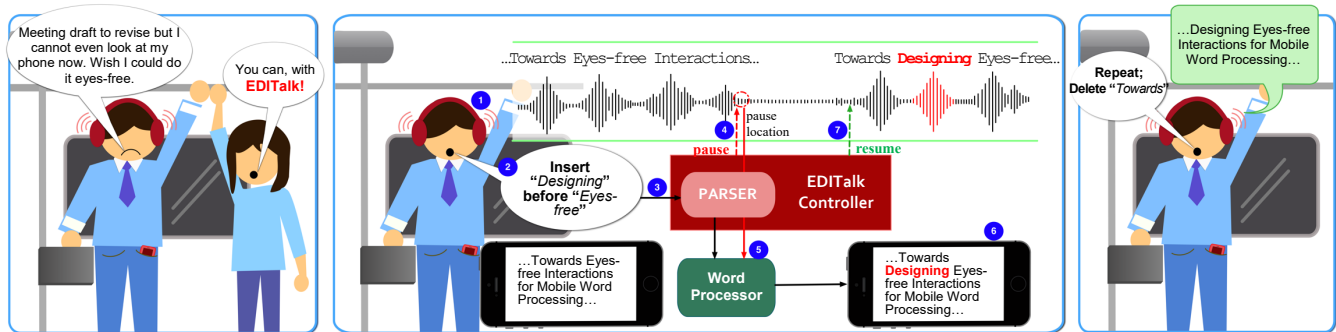 Meeting draft to revise but I
cannot even look at my
phone now. Wish I could do
it eyes-free.
You can, with
EDITalk!
…Towards Eyes-free Interactions…
Towards Designing Eyes-free…
1
pause
location
4
7
pause
resume
2
Insert
“Designing”
before “Eyes-
free”
3
PARSER
EDITalk
Controller
5
6
…Towards Eyes-
free Interactions
for Mobile Word
Processing…
Word
Processor
…Towards
Designing Eyes-
free Interactions
for Mobile Word
Processing…
Repeat;
Delete “Towards”
…Designing Eyes-free
Interactions for Mobile
Word Processing…